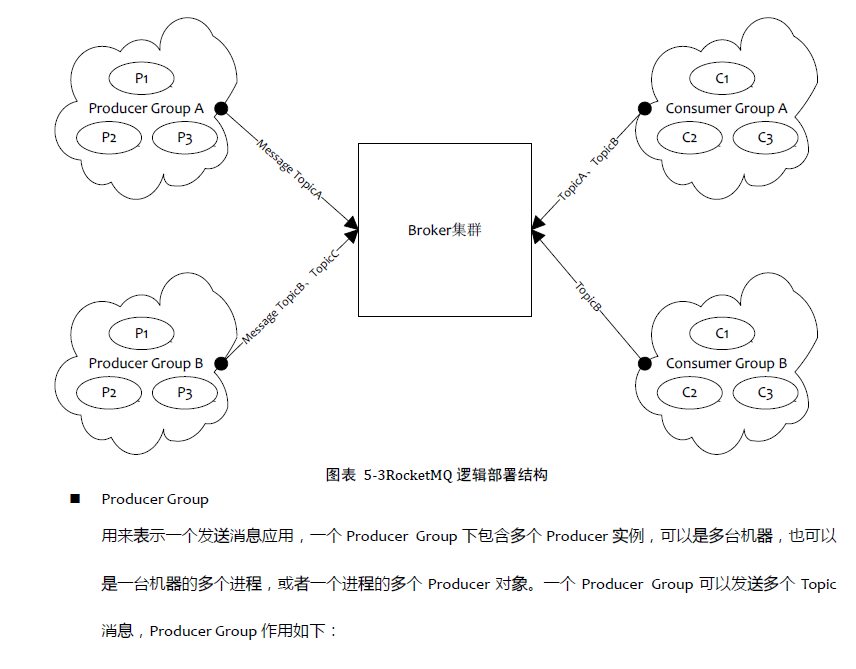 P1
Producer Group A
P2
P3
Message TopicA
Message TopicB、TopicC
P1
Producer Group B
P2
P3
Broker集群
C1
Consumer Group A
C2
C3
TopicA、TopicB
TopicB
C1
Consumer Group B
C2
C3
图表 5-3RocketMQ 逻辑部署结构
■ Producer Group
用来表示一个发送消息应用，一个 Producer Group 下包含多个 Producer 实例，可以是多台机器，也可以
是一台机器的多个进程，或者一个进程的多个 Producer 对象。一个 Producer Group 可以发送多个 Topic
消息，Producer Group 作用如下：